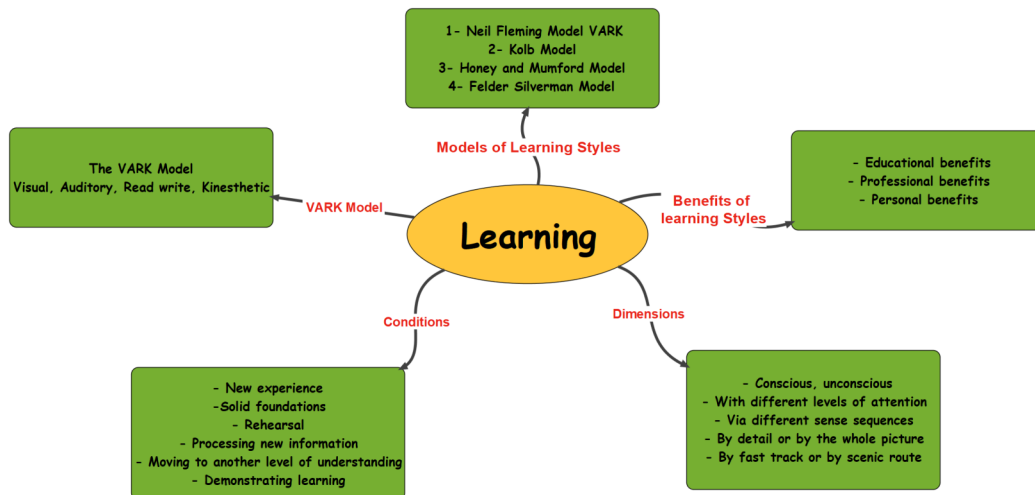 1- Neil Fleming Model VARK
2- Kolb Model
3- Honey and Mumford Model
4- Felder Silverman Model
Models of Learning Styles
The VARK Model
Visual, Auditory, Read write, Kinesthetic
VARK Model
- Educational benefits
- Professional benefits
- Personal benefits
Benefits of
learning Styles
Learning
Conditions
Dimensions
- New experience
-Solid foundations
- Rehearsal
- Processing new information
- Moving to another level of understanding
- Demonstrating learning
- Conscious, unconscious
- With different levels of attention
- Via different sense sequences
- By detail or by the whole picture
- By fast track or by scenic route